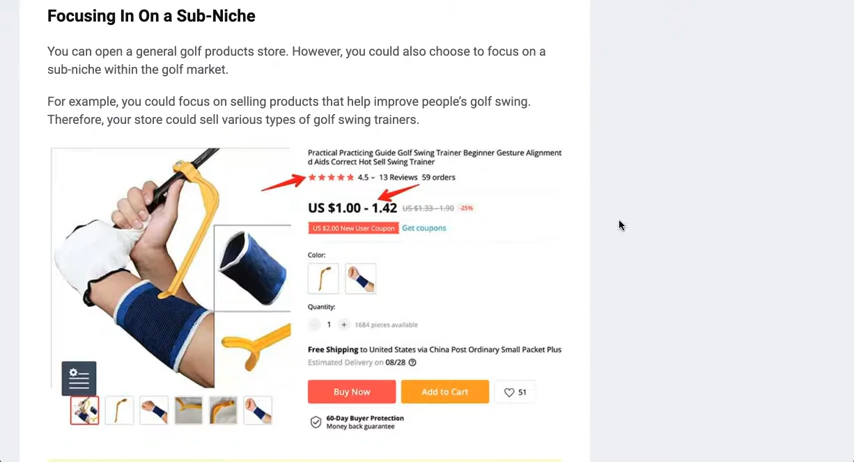 Focusing In On a Sub-Niche
You can open a general golf products store. However, you could also choose to focus on a
sub-niche within the golf market.
For example, you could focus on selling products that help improve people's golf swing.
Therefore, your store could sell various types of golf swing trainers.
Practical Practicing Guide Golf Swing Trainer Beginner Gesture Alignment
d Aids Correct Hot Sell Swing Trainer
4.5 – 13 Reviews 59 orders
US $1.00 - 1.42 US $1.33 - 1.90 -25%
US $2.00 New User Coupon Get coupons
Color:
Quantity:
1 + 1684 pieces available
Free Shipping to United States via China Post Ordinary Small Packet Plus
Estimated Delivery on 08/28
Buy Now Add to Cart 51
60-Day Buyer Protection
Money back guarantee